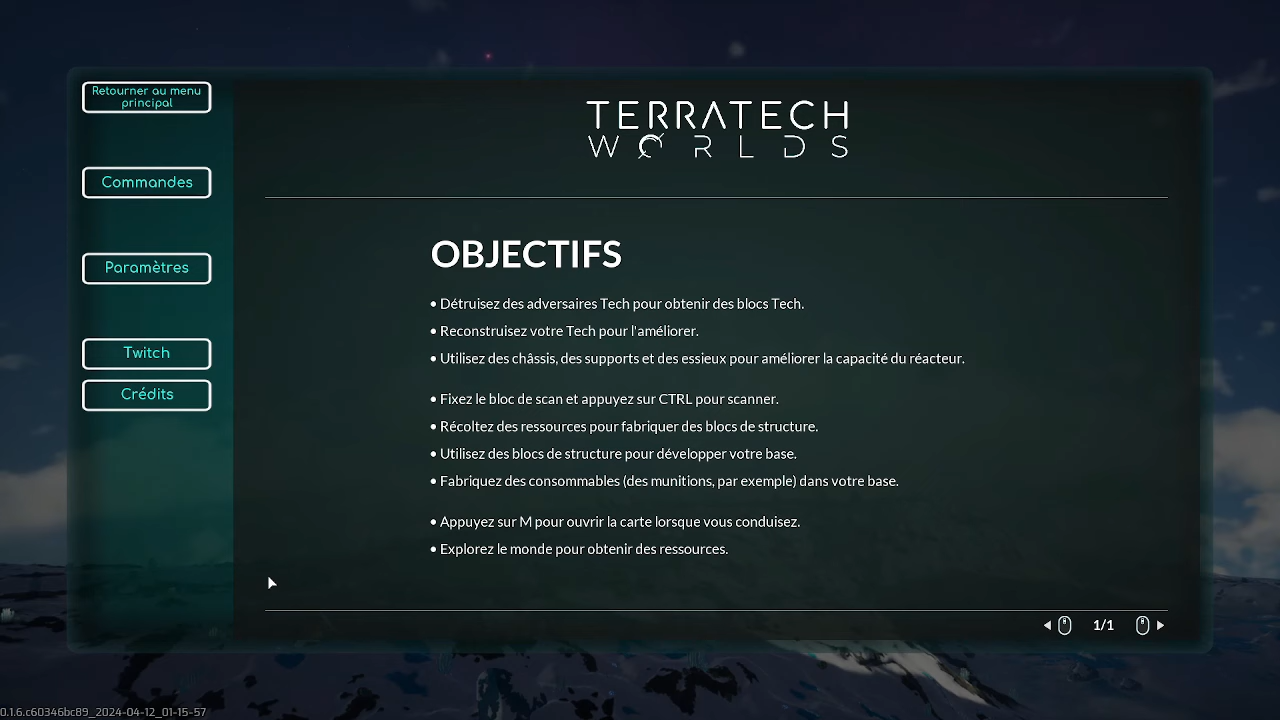 Retourner au menu
principal
Commandes
Paramètres
Twitch
Crédits
TERRATECH
WORLDS
OBJECTIFS
• Détruisez des adversaires Tech pour obtenir des blocs Tech.
• Reconstruisez votre Tech pour l'améliorer.
• Utilisez des châssis, des supports et des essieux pour améliorer la capacité du réacteur.
• Fixez le bloc de scan et appuyez sur CTRL pour scanner.
• Récoltez des ressources pour fabriquer des blocs de structure.
• Utilisez des blocs de structure pour développer votre base.
• Fabriquez des consommables (des munitions, par exemple) dans votre base.
• Appuyez sur M pour ouvrir la carte lorsque vous conduisez.
• Explorez le monde pour obtenir des ressources.
1/1
0.1.6.c60346bc89_2024-04-12_01-15-57